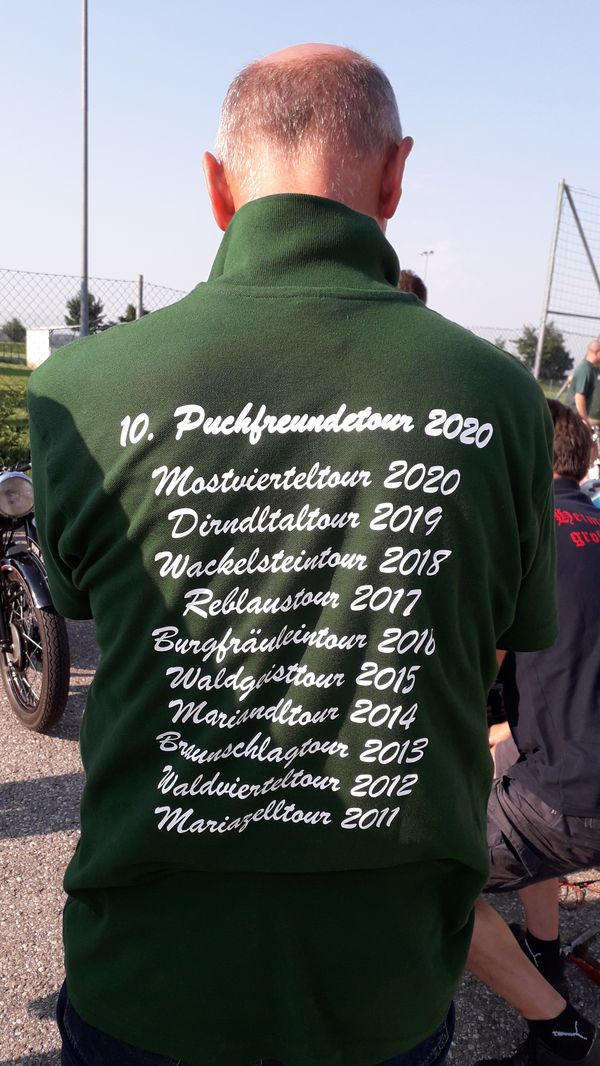 10. Puchfreundetour 2020
Mostvierteltour 2020
Dirndltaltour 2019
Wackelsteintour 2018
Reblaustour 2017
Burgfräuleintour 2016
Waldgeisttour 2015
Mariandltour 2014
Braunschlagtour 2013
Waldvierteltour 2012
Mariazelltour 2011